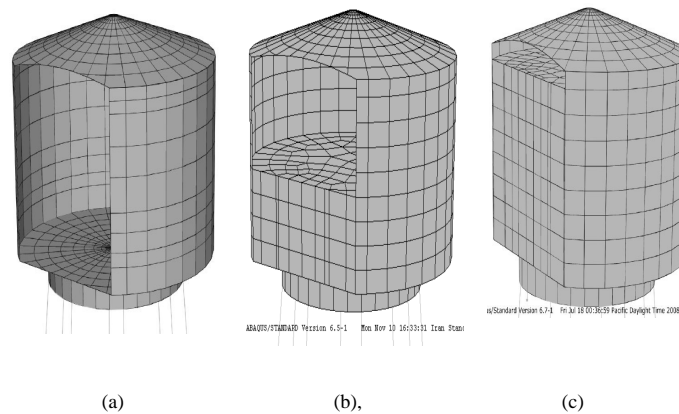 ABAQUS/STANDARD Version 6.5-1 Mon Nov 10 16:33:31 Iran Stan
us/Standard Version 6.7-1 Fri Jul 18 00:36:59 Pacific Daylight Time 2008
(a) (b), (c)